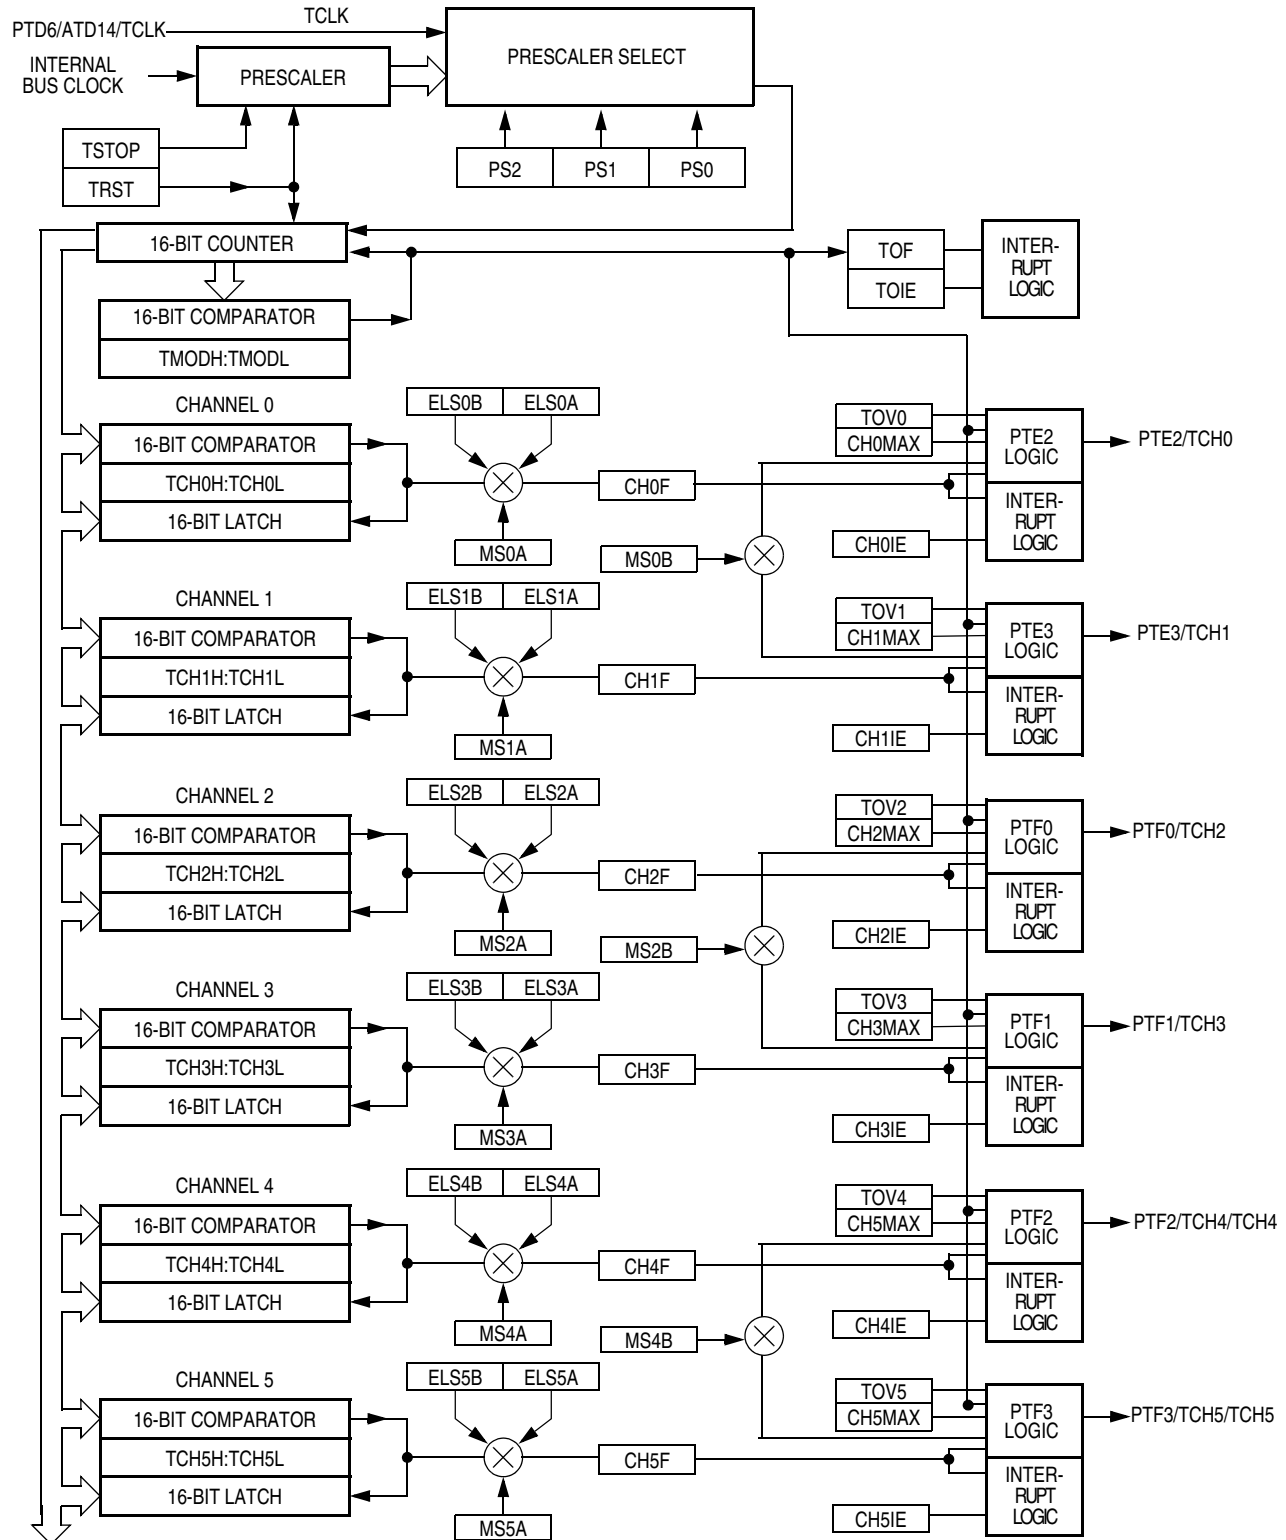 TCLK
PTD6/ATD14/TCLK
PRESCALER SELECT
INTERNAL
BUS CLOCK
PRESCALER
TSTOP
TRST
PS2
PS1
PS0
16-BIT COUNTER
TOF
TOIE
INTER-
RUPT
LOGIC
16-BIT COMPARATOR
TMODH:TMODL
CHANNEL 0
ELS0B
ELS0A
TOV0
CH0MAX
16-BIT COMPARATOR
TCH0H:TCH0L
16-BIT LATCH
CH0F
MS0A
MS0B
CH0IE
PTE2
LOGIC
INTER-
RUPT
LOGIC
PTE2/TCH0
CHANNEL 1
ELS1B
ELS1A
TOV1
CH1MAX
16-BIT COMPARATOR
TCH1H:TCH1L
16-BIT LATCH
CH1F
MS1A
CH1IE
PTE3
LOGIC
INTER-
RUPT
LOGIC
PTE3/TCH1
CHANNEL 2
ELS2B
ELS2A
TOV2
CH2MAX
16-BIT COMPARATOR
TCH2H:TCH2L
16-BIT LATCH
CH2F
MS2A
MS2B
CH2IE
PTF0
LOGIC
INTER-
RUPT
LOGIC
PTF0/TCH2
CHANNEL 3
ELS3B
ELS3A
TOV3
CH3MAX
16-BIT COMPARATOR
TCH3H:TCH3L
16-BIT LATCH
CH3F
MS3A
CH3IE
PTF1
LOGIC
INTER-
RUPT
LOGIC
PTF1/TCH3
CHANNEL 4
ELS4B
ELS4A
TOV4
CH5MAX
16-BIT COMPARATOR
TCH4H:TCH4L
16-BIT LATCH
CH4F
MS4A
MS4B
CH4IE
PTF2
LOGIC
INTER-
RUPT
LOGIC
PTF2/TCH4/TCH4
CHANNEL 5
ELS5B
ELS5A
TOV5
CH5MAX
16-BIT COMPARATOR
TCH5H:TCH5L
16-BIT LATCH
CH5F
MS5A
CH5IE
PTF3
LOGIC
INTER-
RUPT
LOGIC
PTF3/TCH5/TCH5